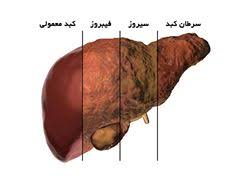 کبد معمولی
فیبروز
سیروز
سرطان کبد